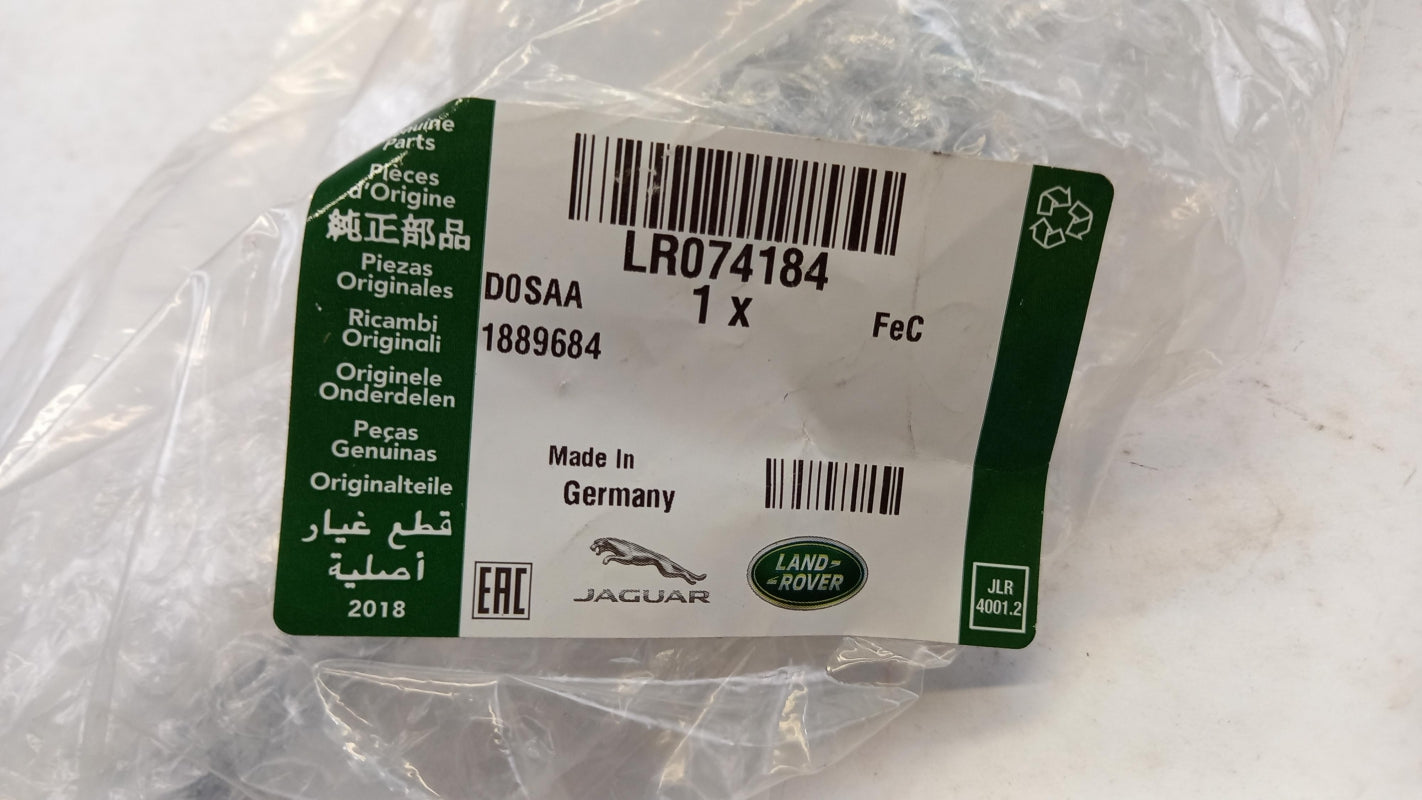 Genuine
Parts
Pièces
d'Origine
純正部品
Piezas
Originales
Ricambi
Originali
Originele
Onderdelen
Peças
Genuinas
Originalteile
قطع غيار
أصلية
2018
LR074184
1 x
D0SAA
FeC
1889684
Made In
Germany
EAC
JAGUAR
LAND-
-ROVER
JLR
4001.2